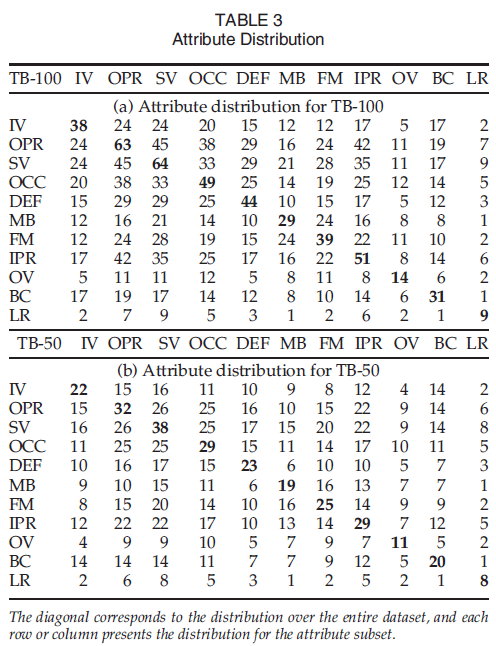 TABLE 3
Attribute Distribution
TB-100 IV OPR SV OCC DEF MB FM IPR OV BC LR
(a) Attribute distribution for TB-100
IV 38 24 24 20 15 12 12 17 5 17 2
OPR 24 63 45 38 29 16 24 42 11 19 7
SV 24 45 64 33 29 21 28 35 11 17 9
OCC 20 38 33 49 25 14 19 25 12 14 5
DEF 15 29 29 25 44 10 15 17 5 12 3
MB 12 16 21 14 10 29 24 16 8 8 1
FM 12 24 28 19 15 24 39 22 11 10 2
IPR 17 42 35 25 17 16 22 51 8 14 6
OV 5 11 11 12 5 8 11 8 14 6 2
BC 17 19 17 14 12 8 10 14 6 31 1
LR 2 7 9 5 3 1 2 6 2 1 9
TB-50 IV OPR SV OCC DEF MB FM IPR OV BC LR
(b) Attribute distribution for TB-50
IV 22 15 16 11 10 9 8 12 4 14 2
OPR 15 32 26 25 16 10 15 22 9 14 6
SV 16 26 38 25 17 15 20 22 9 14 8
OCC 11 25 25 29 15 11 14 17 10 11 5
DEF 10 16 17 15 23 6 10 10 5 7 3
MB 9 10 15 11 6 19 16 13 7 7 1
FM 8 15 20 14 10 16 25 14 9 9 2
IPR 12 22 22 17 10 13 14 29 7 12 5
OV 4 9 9 10 5 7 9 7 11 5 2
BC 14 14 14 11 7 7 9 12 5 20 1
LR 2 6 8 5 3 1 2 5 2 1 8
The diagonal corresponds to the distribution over the entire dataset, and each
row or column presents the distribution for the attribute subset.